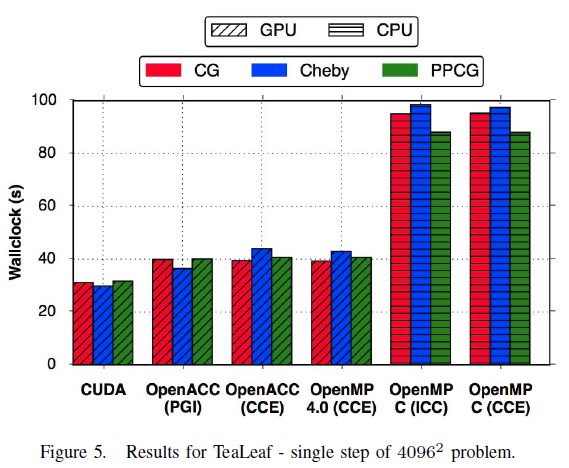 GPU CPU
CG Cheby PPCG
Wallclock (s)
100
80
60
40
20
0
CUDA OpenACC OpenACC OpenMP OpenMP OpenMP
(PGI) (CCE) 4.0 (CCE) C (ICC) C (CCE)
Figure 5. Results for TeaLeaf - single step of 4096² problem.